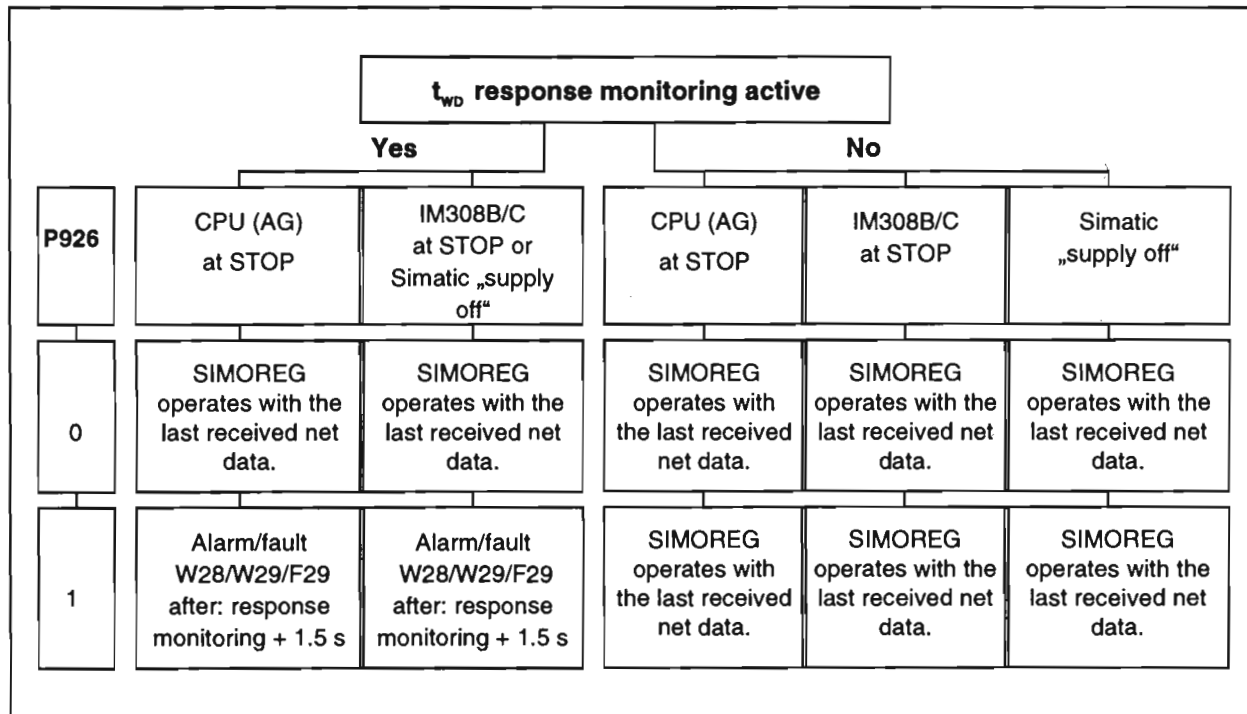 t_WD response monitoring active
Yes
No
P926
CPU (AG)
at STOP
IM308B/C
at STOP or
Simatic „supply
off“
CPU (AG)
at STOP
IM308B/C
at STOP
Simatic
„supply off“
0
SIMOREG
operates with the
last received net
data.
SIMOREG
operates with the
last received net
data.
SIMOREG
operates with
the last received
net data.
SIMOREG
operates with the
last received net
data.
SIMOREG
operates with the
last received net
data.
1
Alarm/fault
W28/W29/F29
after: response
monitoring + 1.5 s
Alarm/fault
W28/W29/F29
after: response
monitoring + 1.5 s
SIMOREG
operates with
the last received
net data.
SIMOREG
operates with the
last received net
data.
SIMOREG
operates with the
last received net
data.